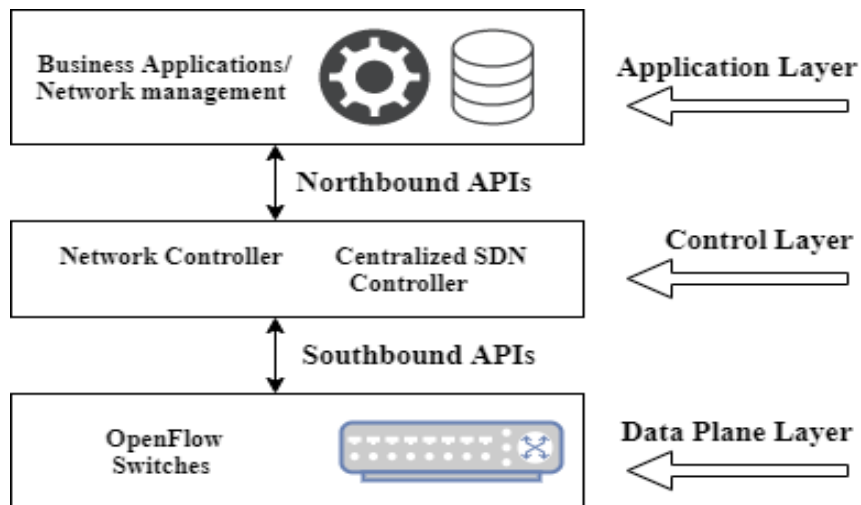 Business Applications/
Network management
Application Layer
Northbound APIs
Network Controller
Centralized SDN
Controller
Control Layer
Southbound APIs
OpenFlow
Switches
Data Plane Layer